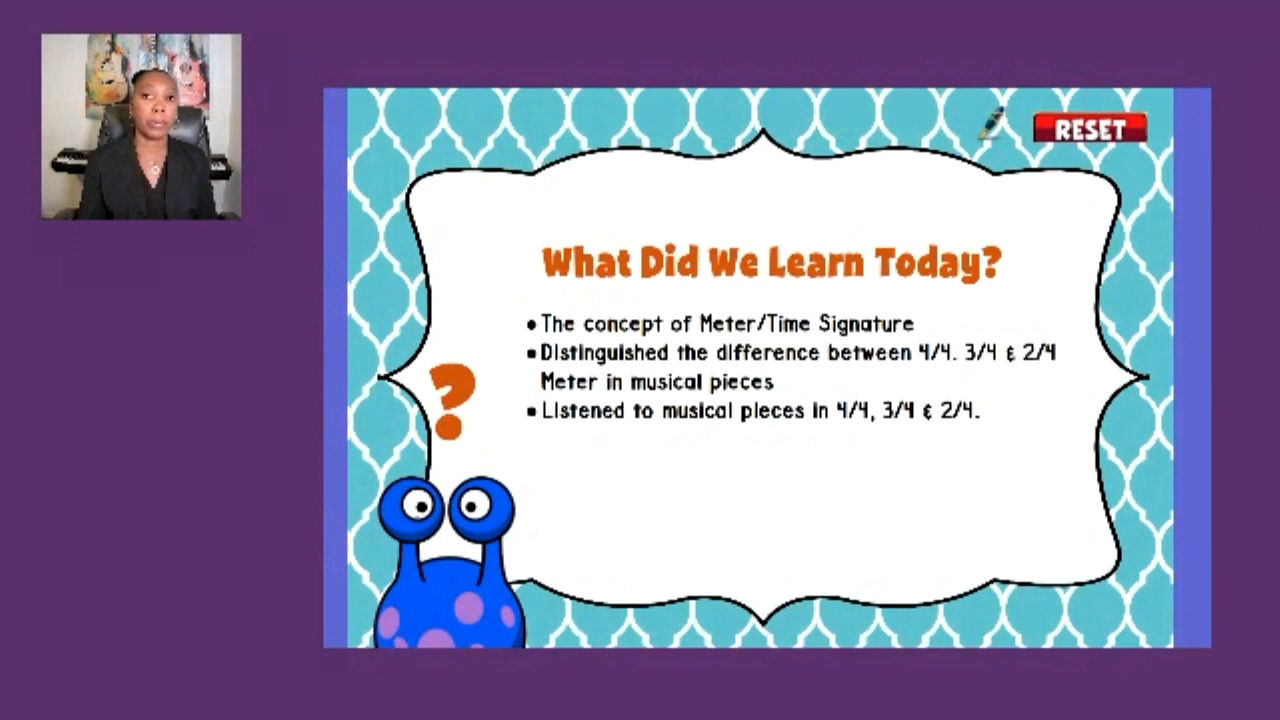 RESET
What Did We Learn Today?
• The concept of Meter/Time Signature
• Distinguished the difference between 4/4. 3/4 & 2/4
Meter in musical pieces
• Listened to musical pieces in 4/4, 3/4 & 2/4.
?